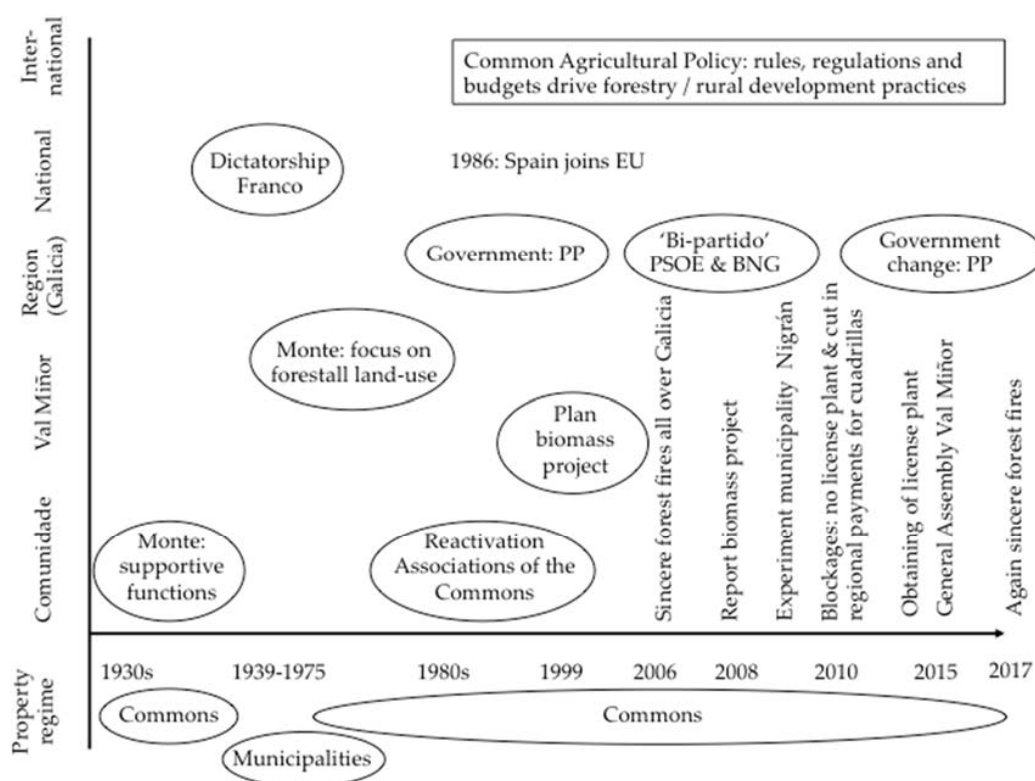 Inter-
national
Common Agricultural Policy: rules, regulations and
budgets drive forestry / rural development practices
National
Dictatorship
Franco
1986: Spain joins EU
Region
(Galicia)
Government: PP
'Bi-partido'
PSOE & BNG
Government
change: PP
Val Miñor
Monte: focus on
forestall land-use
Plan
biomass
project
Comunidade
Monte:
supportive
functions
Reactivation
Associations of the
Commons
Sincere forest fires all over Galicia
Report biomass project
Experiment municipality Nigrán
Blockages: no license plant & cut in
regional payments for cuadrillas
Obtaining of license plant
General Assembly Val Miñor
Again sincere forest fires
1930s
1939-1975
1980s
1999
2006
2008
2010
2015
2017
Property
regime
Commons
Municipalities
Commons